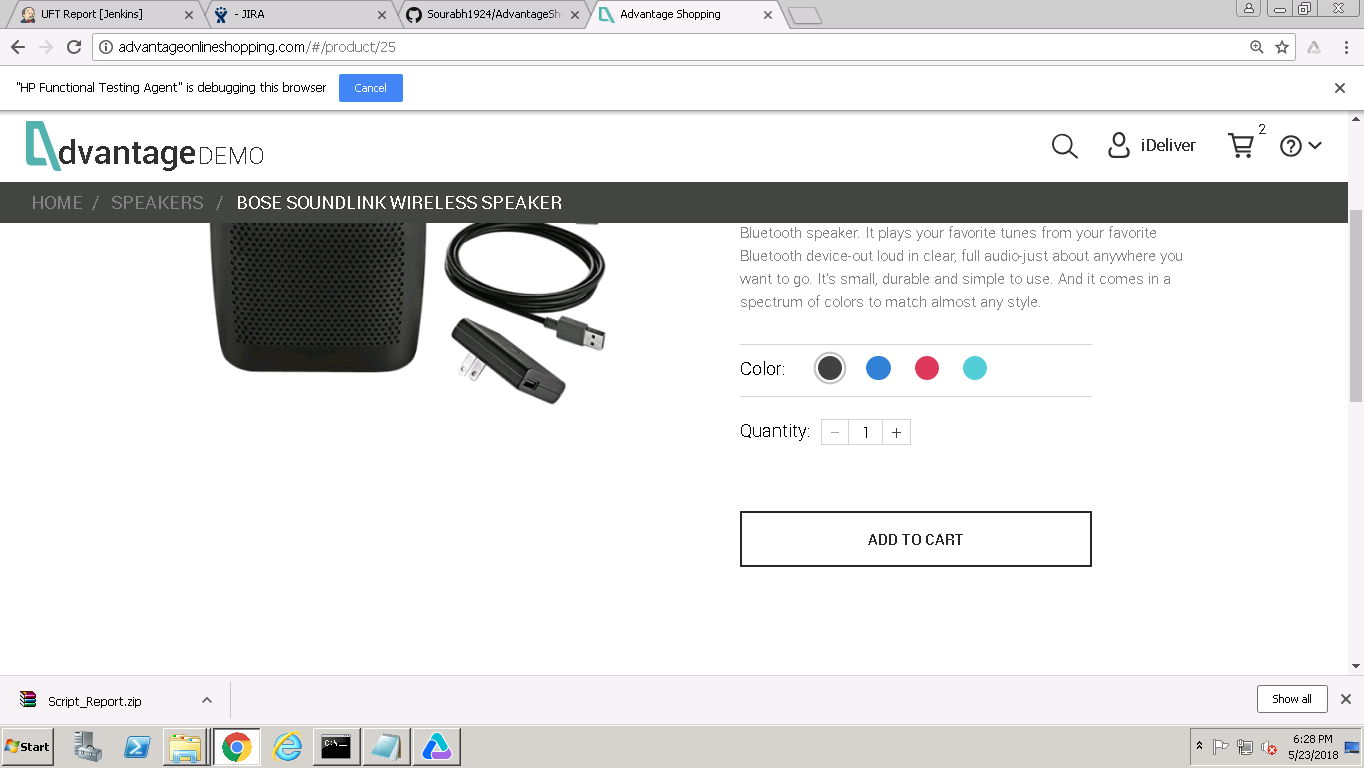 UFT Report [Jenkins]
- JIRA
Sourabh1924/AdvantageSh
Advantage Shopping
advantageonlineshopping.com/#/product/25
"HP Functional Testing Agent" is debugging this browser
Cancel
dvantage DEMO
iDeliver
2
HOME / SPEAKERS / BOSE SOUNDLINK WIRELESS SPEAKER
Bluetooth speaker. It plays your favorite tunes from your favorite
Bluetooth device-out loud in clear, full audio-just about anywhere you
want to go. It's small, durable and simple to use. And it comes in a
spectrum of colors to match almost any style.
Color:
Quantity: − 1 +
ADD TO CART
Script_Report.zip
Show all
Start
C:\_
6:28 PM
5/23/2018